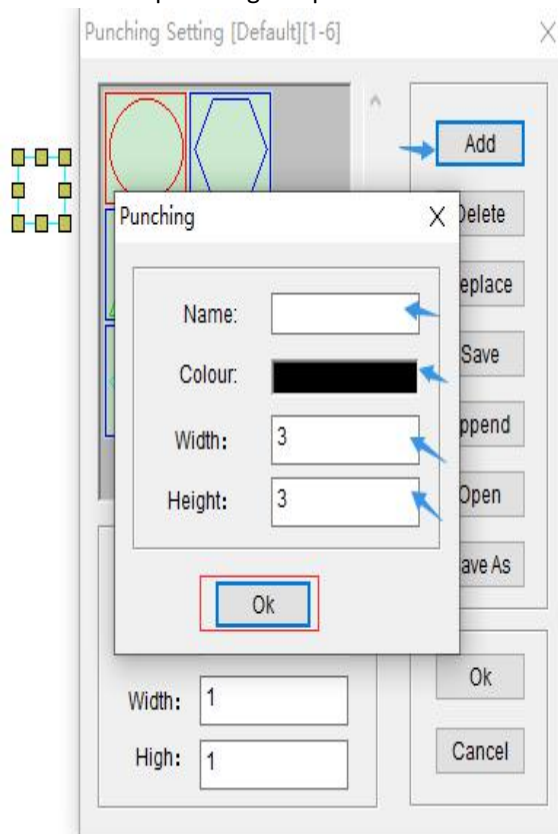 Punching Setting [Default][1-6]
Add
Punching
Delete
Name:
eplace
Colour:
Save
Width: 3
ppend
Height: 3
Open
ave As
Ok
Width: 1
Ok
High: 1
Cancel